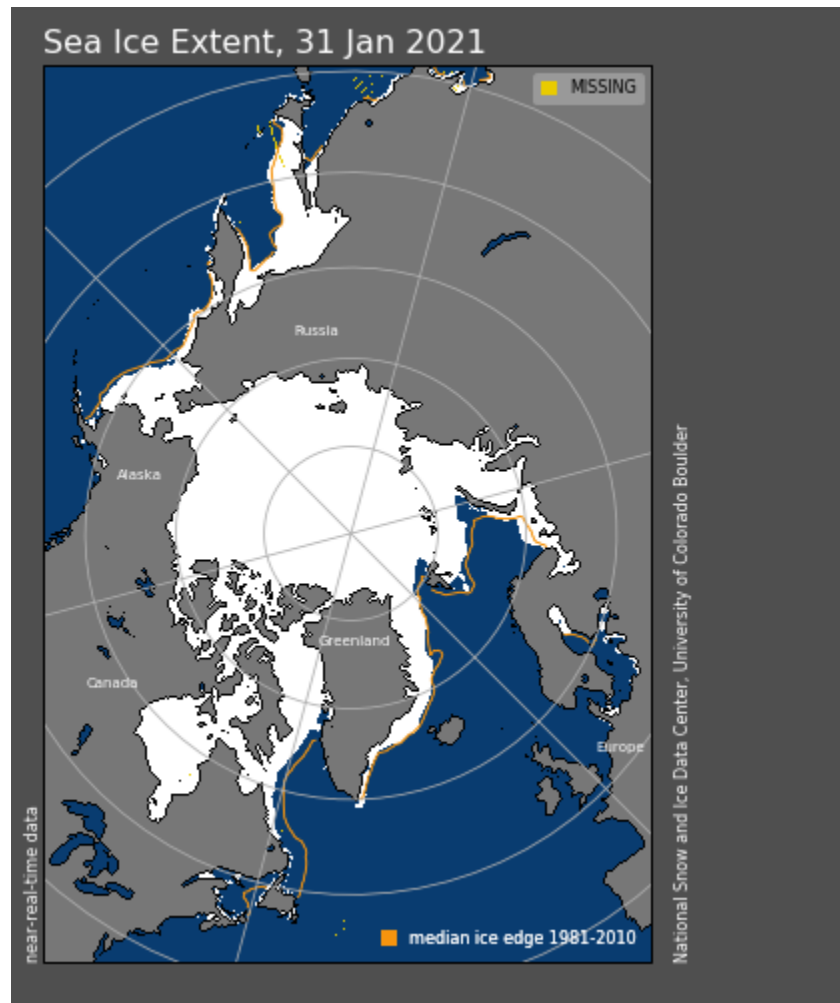 Sea Ice Extent, 31 Jan 2021
MISSING
Russia
Alaska
Greenland
Canada
Europe
median ice edge 1981-2010
near-real-time data
National Snow and Ice Data Center, University of Colorado Boulder